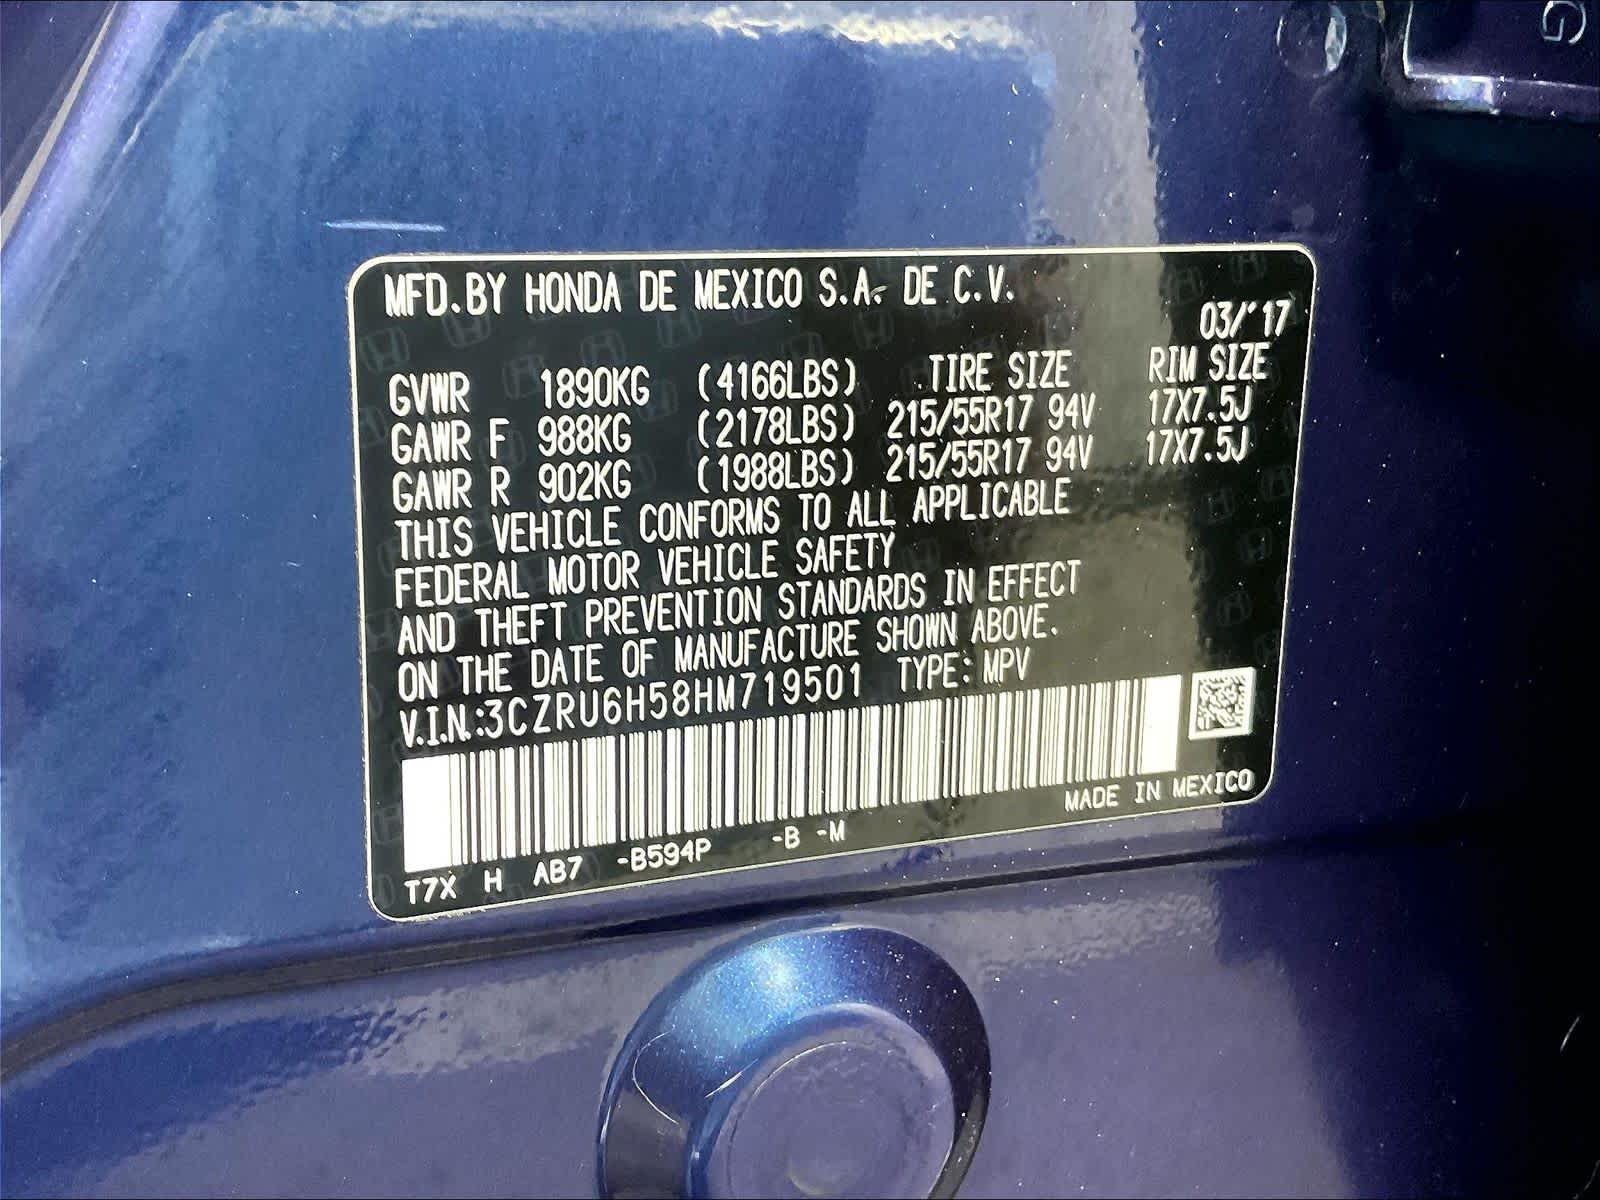 MFD.BY HONDA DE MEXICO S.A. DE C.V.
03/'17
GVWR 1890KG (4166LBS) TIRE SIZE RIM SIZE
GAWR F 988KG (2178LBS) 215/55R17 94V 17X7.5J
GAWR R 902KG (1988LBS) 215/55R17 94V 17X7.5J
THIS VEHICLE CONFORMS TO ALL APPLICABLE
FEDERAL MOTOR VEHICLE SAFETY
AND THEFT PREVENTION STANDARDS IN EFFECT
ON THE DATE OF MANUFACTURE SHOWN ABOVE.
V.I.N.:3CZRU6H58HM719501 TYPE: MPV
MADE IN MEXICO
T7X H AB7 -B594P -B -M
G